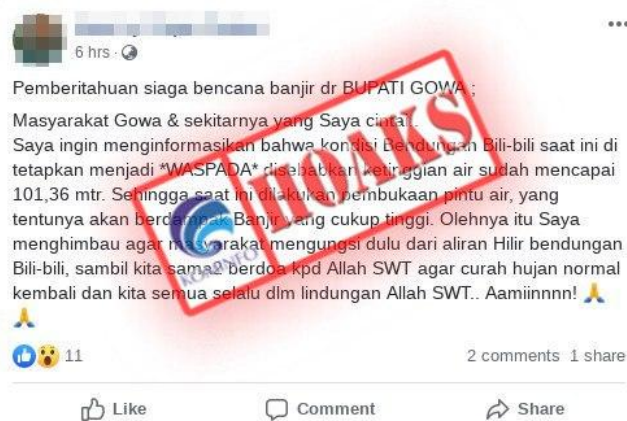 6 hrs ·
Pemberitahuan siaga bencana banjir dr BUPATI GOWA ;
Masyarakat Gowa & sekitarnya yang Saya cintai..
Saya ingin menginformasikan bahwa kondisi Bendungan Bili-bili saat ini di
tetapkan menjadi *WASPADA* disebabkan ketinggian air sudah mencapai
101,36 mtr. Sehingga saat ini dilakukan pembukaan pintu air, yang
tentunya akan berdampak Banjir yang cukup tinggi. Olehnya itu Saya
menghimbau agar masyarakat mengungsi dulu dari aliran Hilir bendungan
Bili-bili, sambil kita sama2 berdoa kpd Allah SWT agar curah hujan normal
kembali dan kita semua selalu dlm lindungan Allah SWT.. Aamiinnnn! 🙏
🙏
HOAKS
KOMINFO
11
2 comments 1 share
Like Comment Share